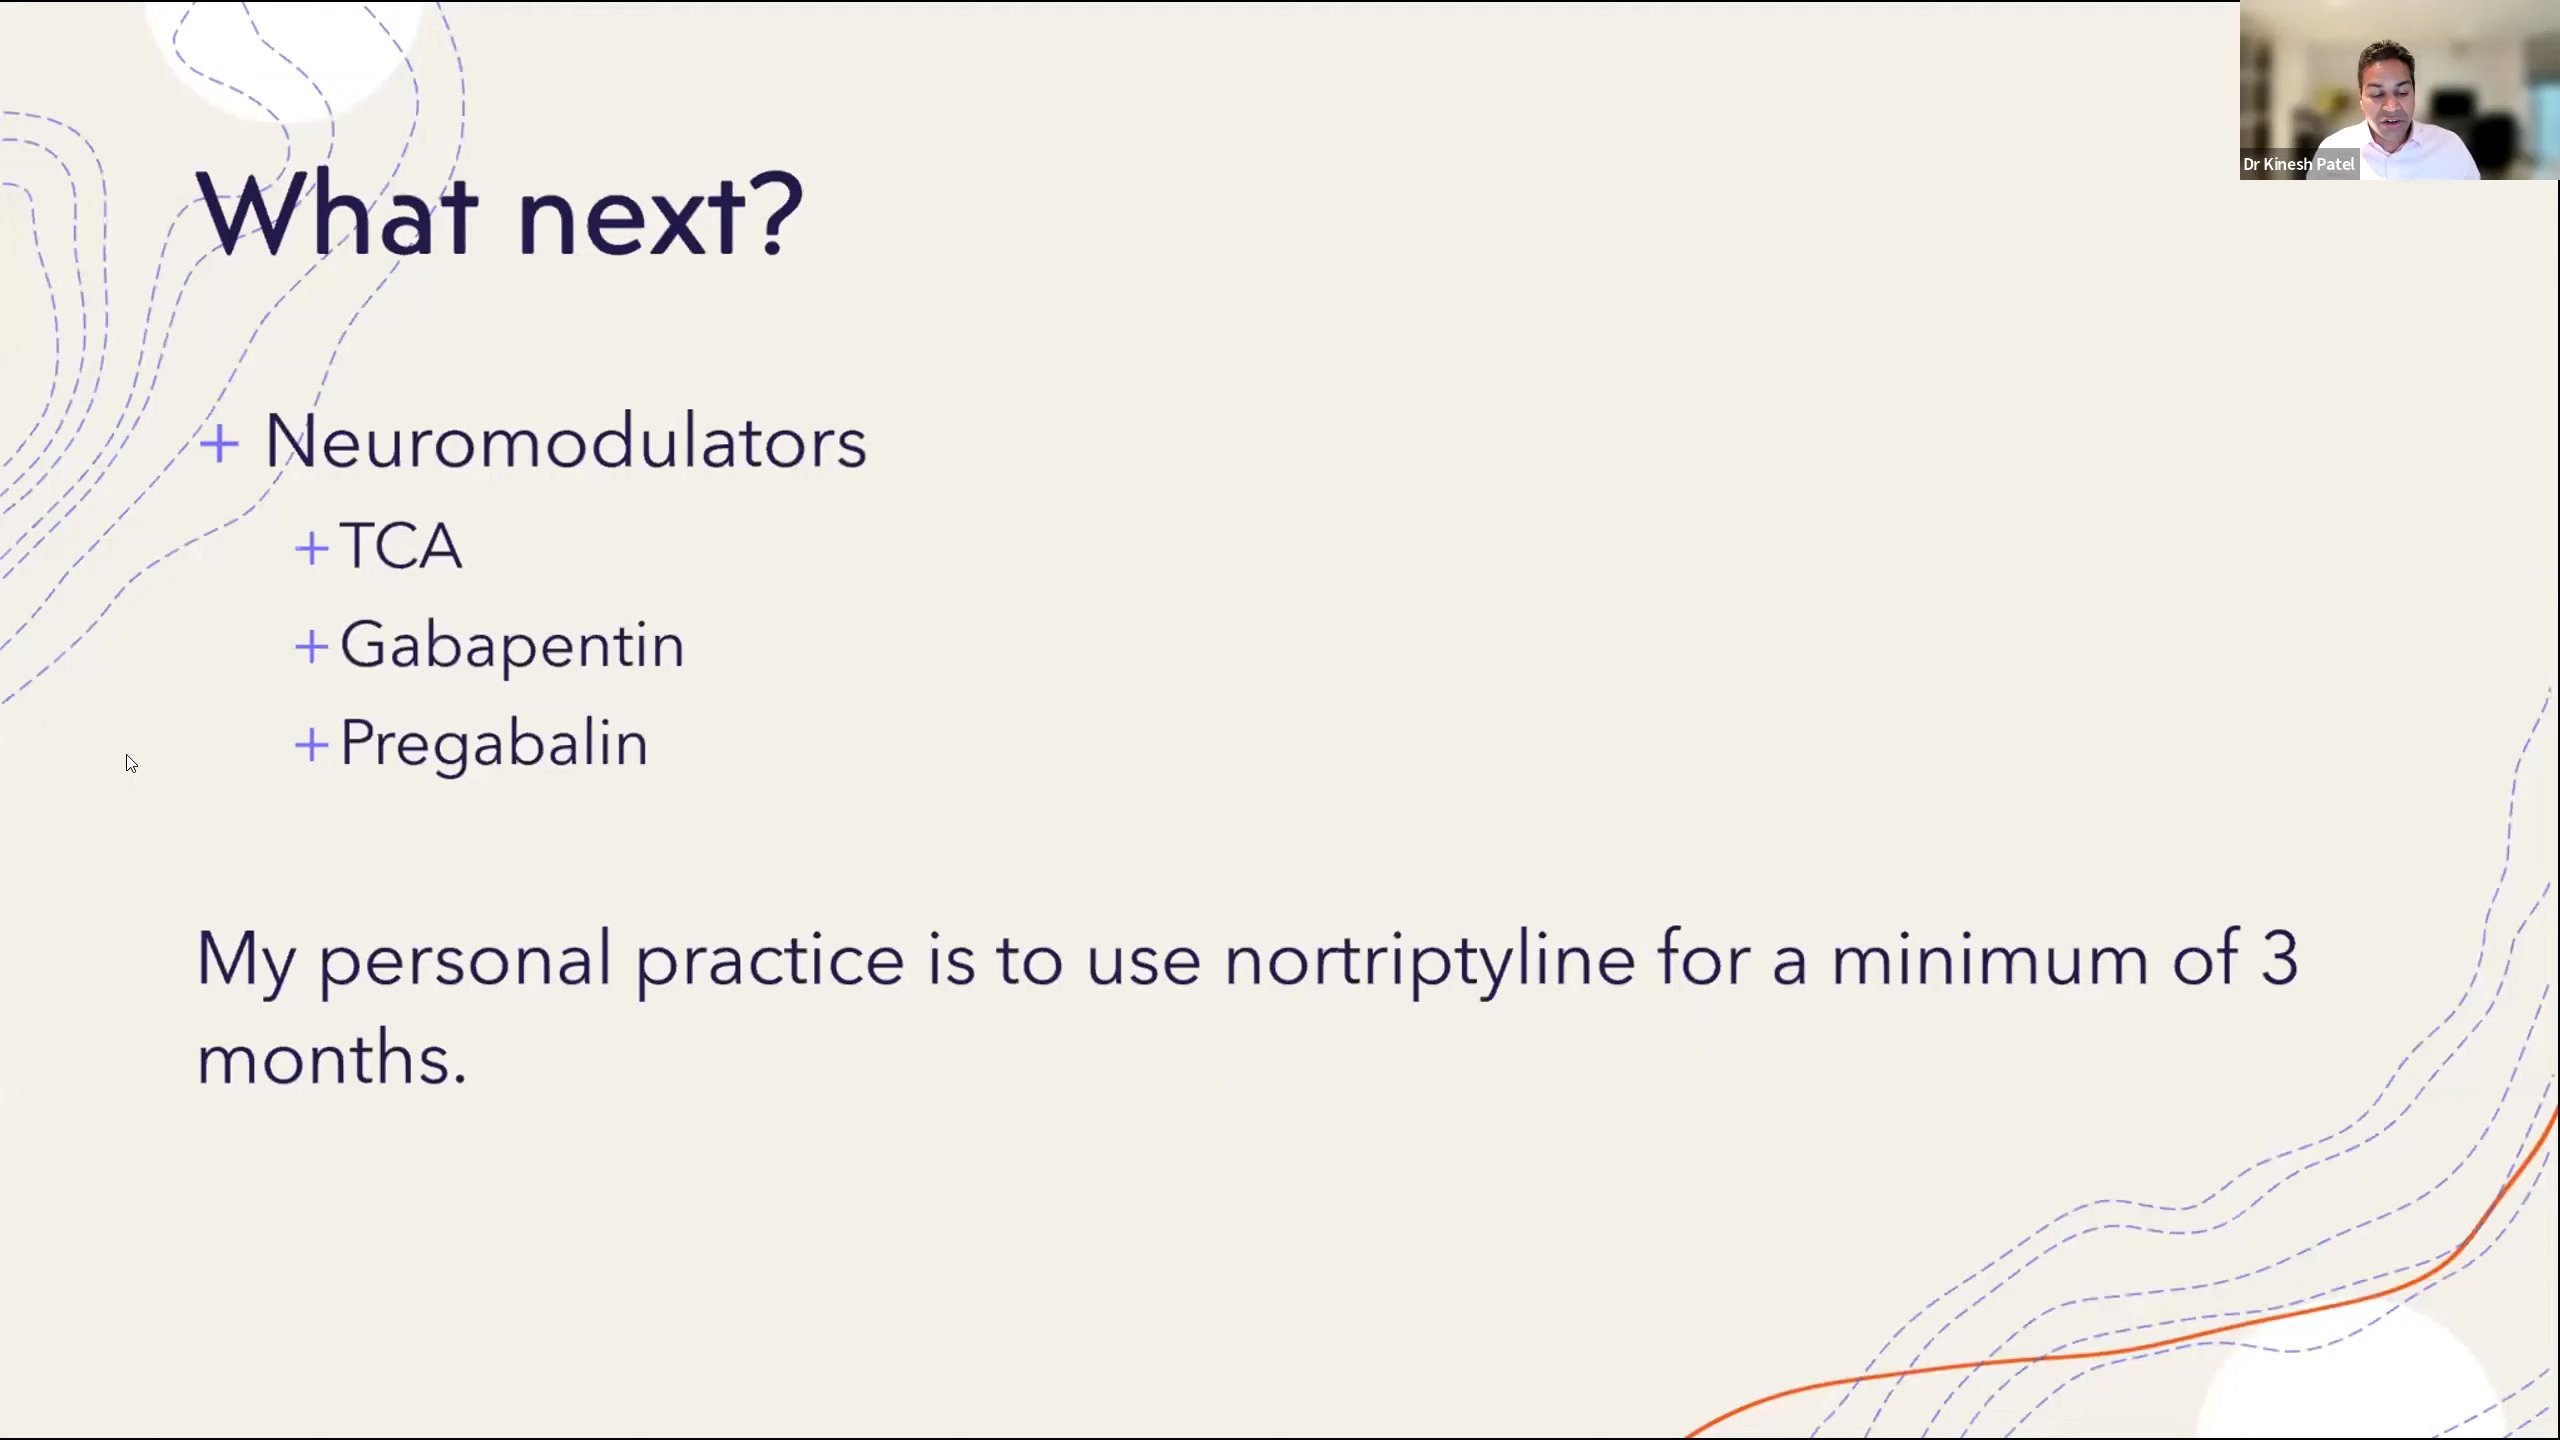 Dr Kinesh Patel
What next?
+ Neuromodulators
+ TCA
+ Gabapentin
+ Pregabalin
My personal practice is to use nortriptyline for a minimum of 3
months.